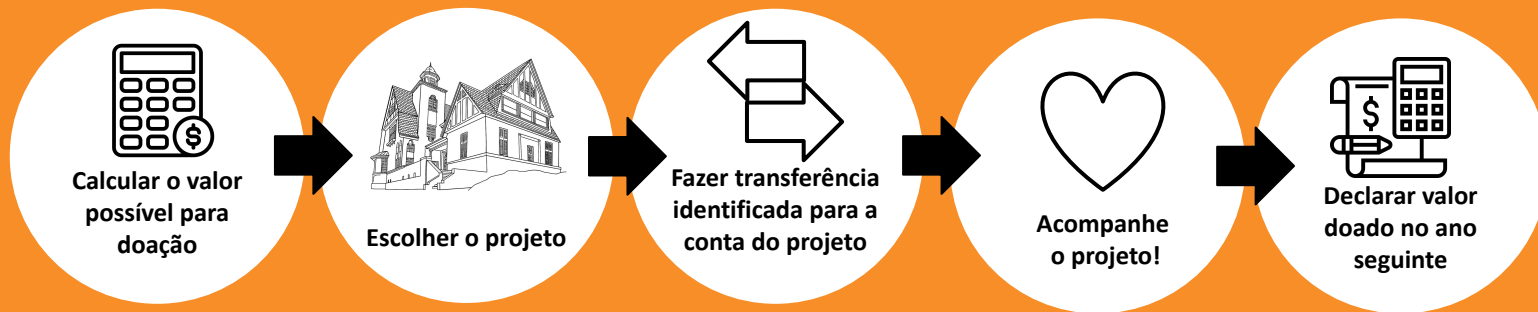 $
Calcular o valor
possível para
doação
Escolher o projeto
Fazer transferência
identificada para a
conta do projeto
Acompanhe
o projeto!
$
Declarar valor
doado no ano
seguinte